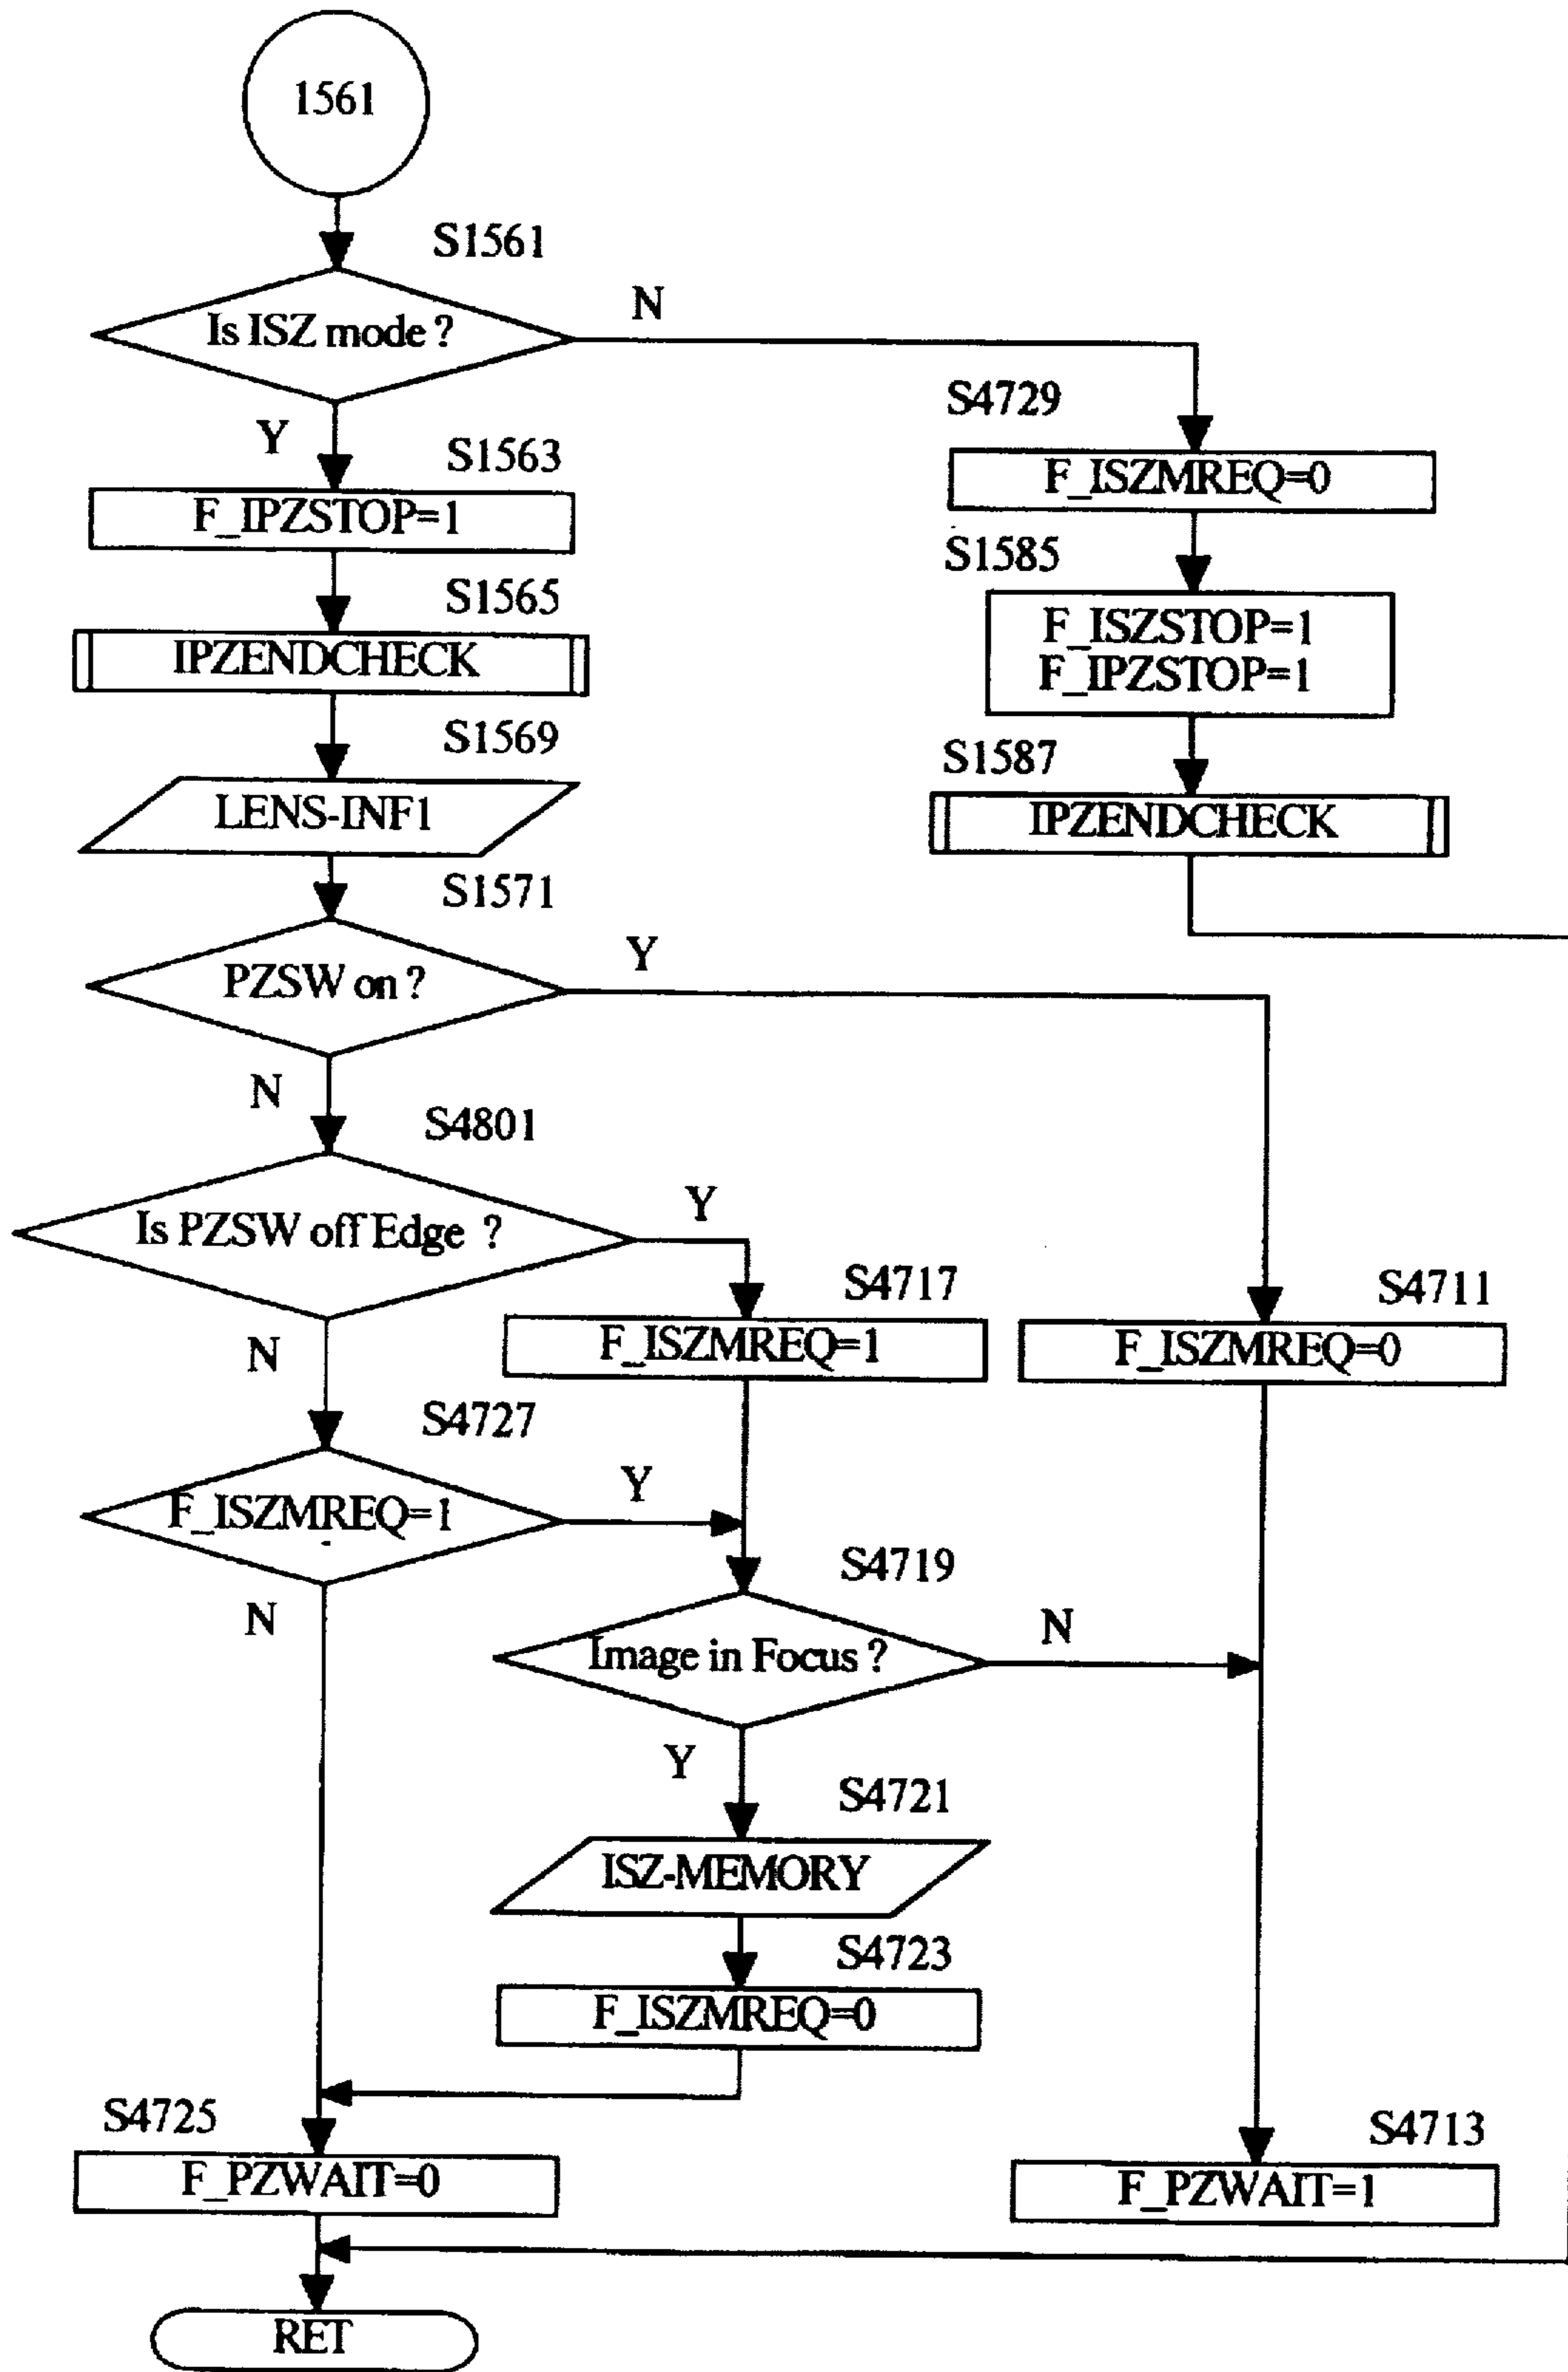 1561
S1561
Is ISZ mode ?
N
Y
S4729
F_ISZMREQ=0
S1563
F_IPZSTOP=1
S1585
F_ISZSTOP=1
F_IPZSTOP=1
S1565
IPZENDCHECK
S1587
IPZENDCHECK
S1569
LENS-INF1
S1571
PZSW on ?
Y
N
S4801
Is PZSW off Edge ?
Y
N
S4717
F_ISZMREQ=1
S4711
F_ISZMREQ=0
S4727
F_ISZMREQ=1
Y
N
S4719
Image in Focus ?
N
Y
S4721
ISZ-MEMORY
S4723
F_ISZMREQ=0
S4725
F_PZWAIT=0
S4713
F_PZWAIT=1
RET